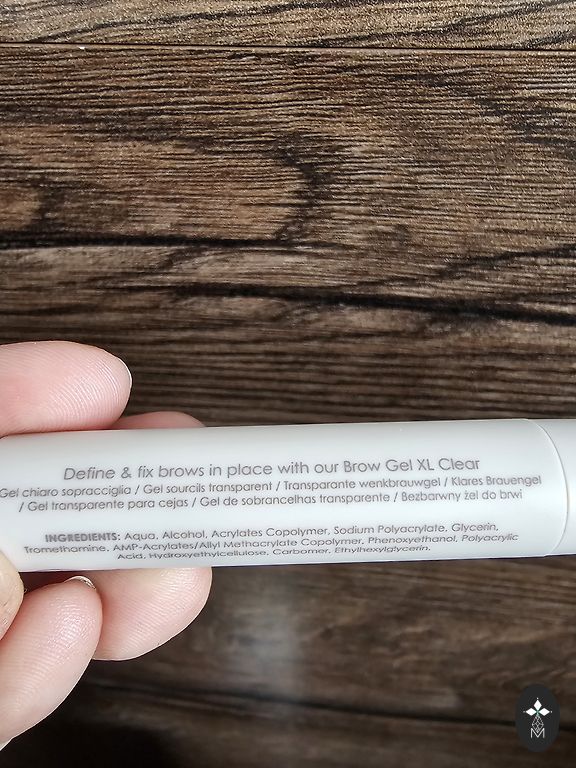 Define & fix brows in place with our Brow Gel XL Clear
Gel chiaro sopracciglia / Gel sourcils transparent / Transparante wenkbrauwgel / Klares Brauengel
/ Gel transparente para cejas / Gel de sobrancelhas transparente / Bezbarwny żel do brwi
INGREDIENTS: Aqua, Alcohol, Acrylates Copolymer, Sodium Polyacrylate, Glycerin,
Tromethamine, AMP-Acrylates/Allyl Methacrylate Copolymer, Phenoxyethanol, Polyacrylic
Acid, Hydroxyethylcellulose, Carbomer, Ethylhexylglycerin.
M